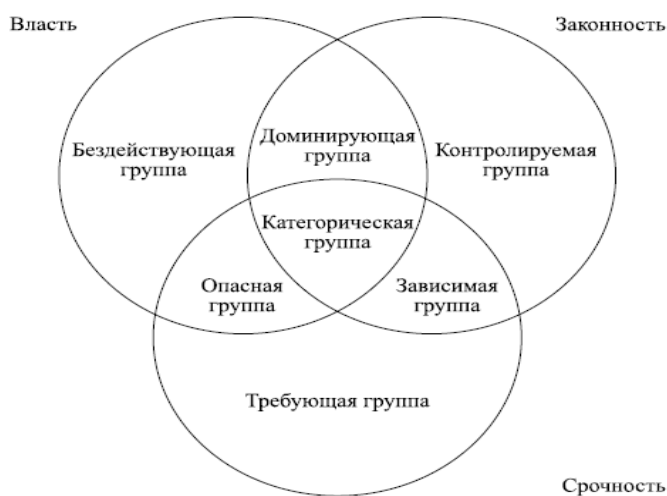 Власть
Законность
Бездействующая
группа
Доминирующая
группа
Контролируемая
группа
Категорическая
группа
Опасная
группа
Зависимая
группа
Требующая группа
Срочность